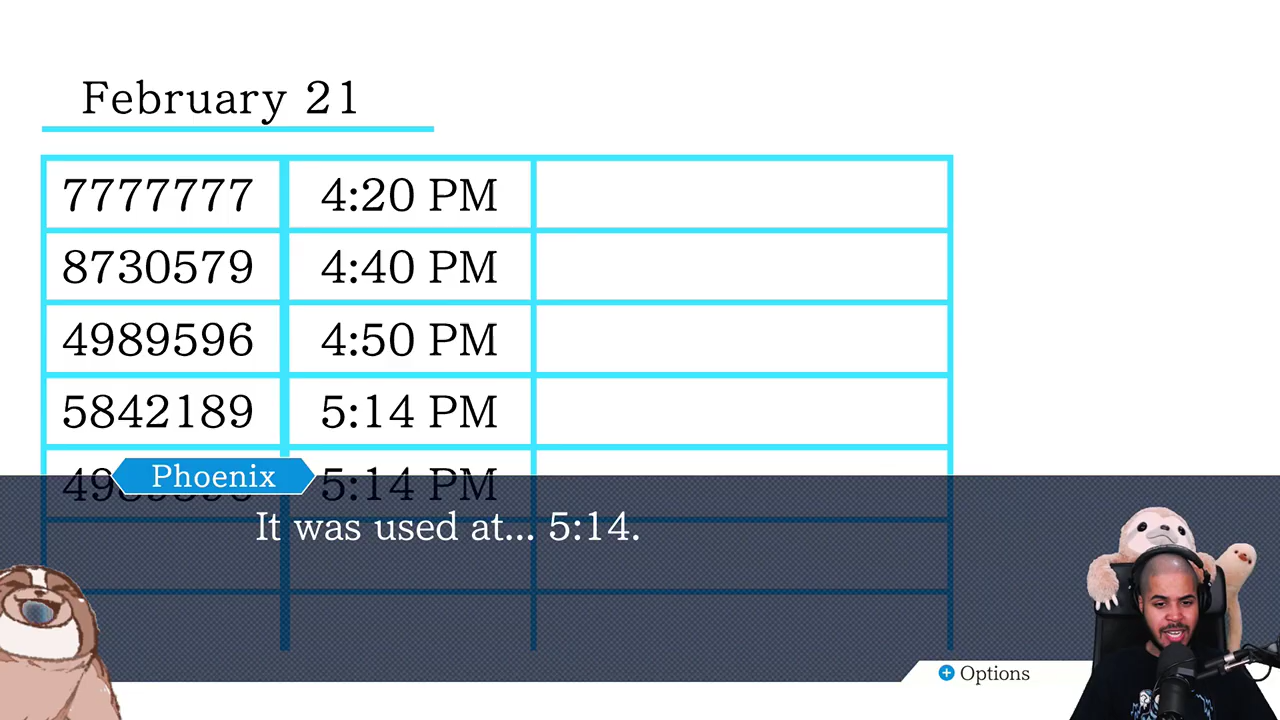 February 21
7777777 4:20 PM
8730579 4:40 PM
4989596 4:50 PM
5842189 5:14 PM
4989596 5:14 PM
Phoenix
It was used at... 5:14.
Options